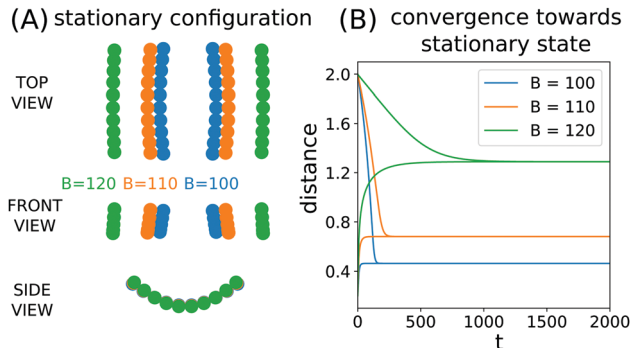 (A) stationary configuration
TOP
VIEW
B=120 B=110 B=100
FRONT
VIEW
SIDE
VIEW
(B) convergence towards
stationary state
B = 100
B = 110
B = 120
distance
2.0
1.6
1.2
0.8
0.4
0 500 1000 1500 2000
t